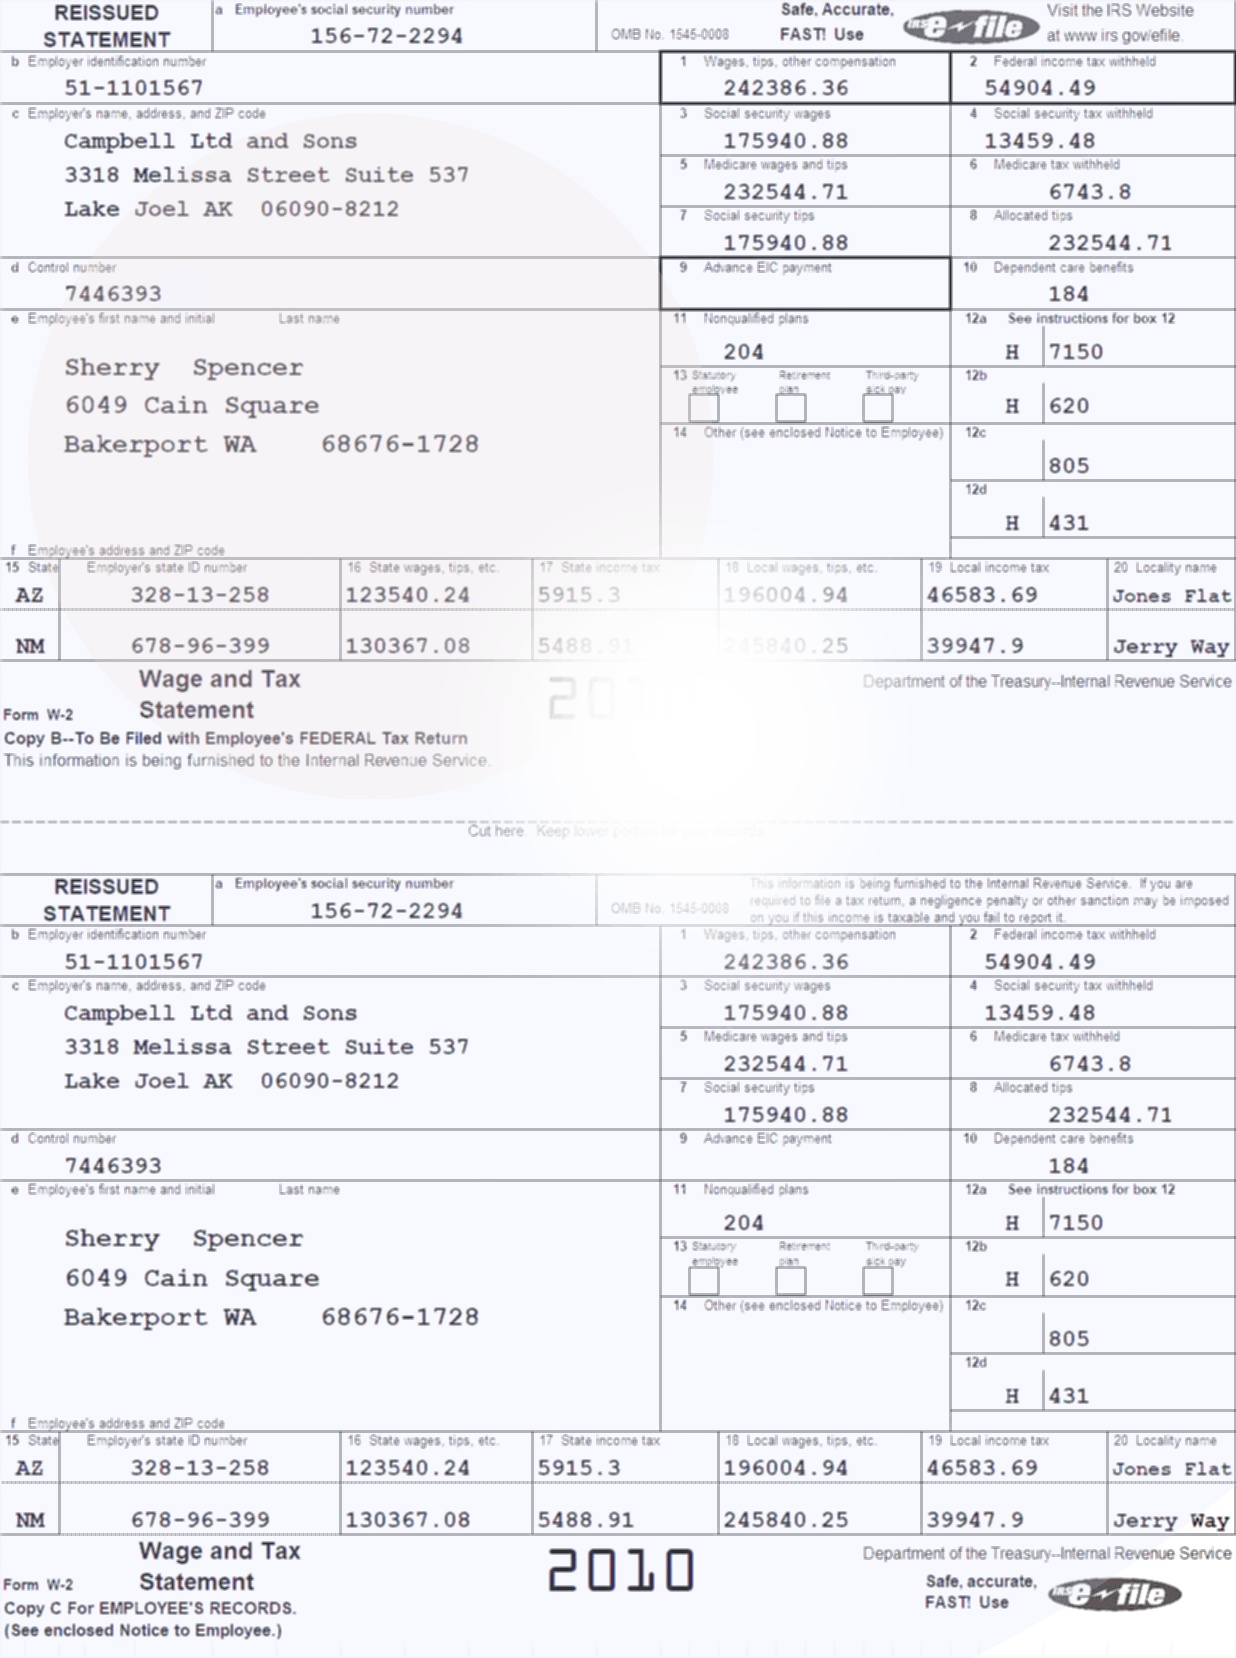 REISSUED STATEMENT
a Employee's social security number
156-72-2294
OMB No. 1545-0008
Safe, Accurate, FAST! Use
IRS e-file
Visit the IRS Website at www irs gov/efile.
b Employer identification number
51-1101567
1 Wages, tips, other compensation
242386.36
2 Federal income tax withheld
54904.49
c Employer's name, address, and ZIP code
Campbell Ltd and Sons
3318 Melissa Street Suite 537
Lake Joel AK 06090-8212
3 Social security wages
175940.88
4 Social security tax withheld
13459.48
5 Medicare wages and tips
232544.71
6 Medicare tax withheld
6743.8
7 Social security tips
175940.88
8 Allocated tips
232544.71
d Control number
7446393
9 Advance EIC payment
10 Dependent care benefits
184
e Employee's first name and initial Last name
Sherry Spencer
6049 Cain Square
Bakerport WA 68676-1728
11 Nonqualified plans
204
12a See instructions for box 12
H 7150
13 Statutory employee Retirement plan Third-party sick pay
12b
H 620
14 Other (see enclosed Notice to Employee)
12c
805
12d
H 431
f Employee's address and ZIP code
15 State Employer's state ID number 16 State wages, tips, etc. 17 State income tax 18 Local wages, tips, etc. 19 Local income tax 20 Locality name
AZ 328-13-258 123540.24 5915.3 196004.94 46583.69 Jones Flat
NM 678-96-399 130367.08 5488.91 245840.25 39947.9 Jerry Way
Wage and Tax
Form W-2 Statement
Department of the Treasury--Internal Revenue Service
Copy B--To Be Filed with Employee's FEDERAL Tax Return
This information is being furnished to the Internal Revenue Service.
Cut here. Keep lower
REISSUED STATEMENT
a Employee's social security number
156-72-2294
OMB No. 1545-0008
This information is being furnished to the Internal Revenue Service. If you are
required to file a tax return, a negligence penalty or other sanction may be imposed
on you if this income is taxable and you fail to report it.
b Employer identification number
51-1101567
1 Wages, tips, other compensation
242386.36
2 Federal income tax withheld
54904.49
c Employer's name, address, and ZIP code
Campbell Ltd and Sons
3318 Melissa Street Suite 537
Lake Joel AK 06090-8212
3 Social security wages
175940.88
4 Social security tax withheld
13459.48
5 Medicare wages and tips
232544.71
6 Medicare tax withheld
6743.8
7 Social security tips
175940.88
8 Allocated tips
232544.71
d Control number
7446393
9 Advance EIC payment
10 Dependent care benefits
184
e Employee's first name and initial Last name
Sherry Spencer
6049 Cain Square
Bakerport WA 68676-1728
11 Nonqualified plans
204
12a See instructions for box 12
H 7150
13 Statutory employee Retirement plan Third-party sick pay
12b
H 620
14 Other (see enclosed Notice to Employee)
12c
805
12d
H 431
f Employee's address and ZIP code
15 State Employer's state ID number 16 State wages, tips, etc. 17 State income tax 18 Local wages, tips, etc. 19 Local income tax 20 Locality name
AZ 328-13-258 123540.24 5915.3 196004.94 46583.69 Jones Flat
NM 678-96-399 130367.08 5488.91 245840.25 39947.9 Jerry Way
Wage and Tax
Form W-2 Statement
2010
Department of the Treasury--Internal Revenue Service
Safe, accurate, FAST! Use
IRS e-file
Copy C For EMPLOYEE'S RECORDS.
(See enclosed Notice to Employee.)